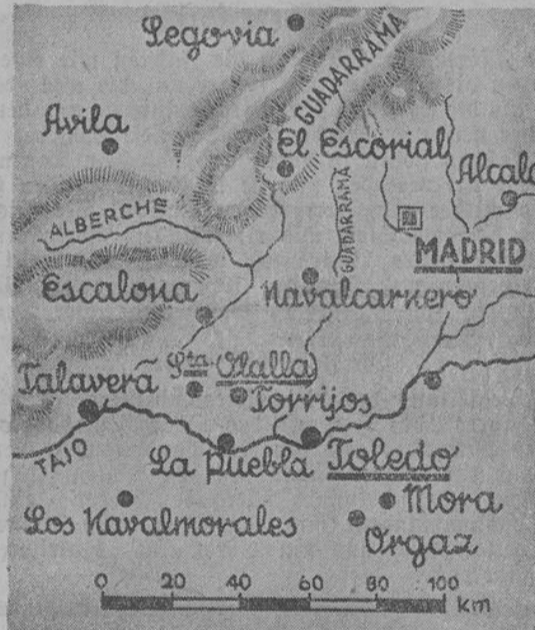 Segovia
GUADARRAMA
Avila
El Escorial
Alcala
ALBERCHE
GUADARRAMA
MADRID
Escalona
Navalcarnero
Sta Olalla
Talavera
Torrijos
TAJO
La Puebla
Toledo
Mora
Los Navalmorales
Orgaz
0 20 40 60 80 100
km